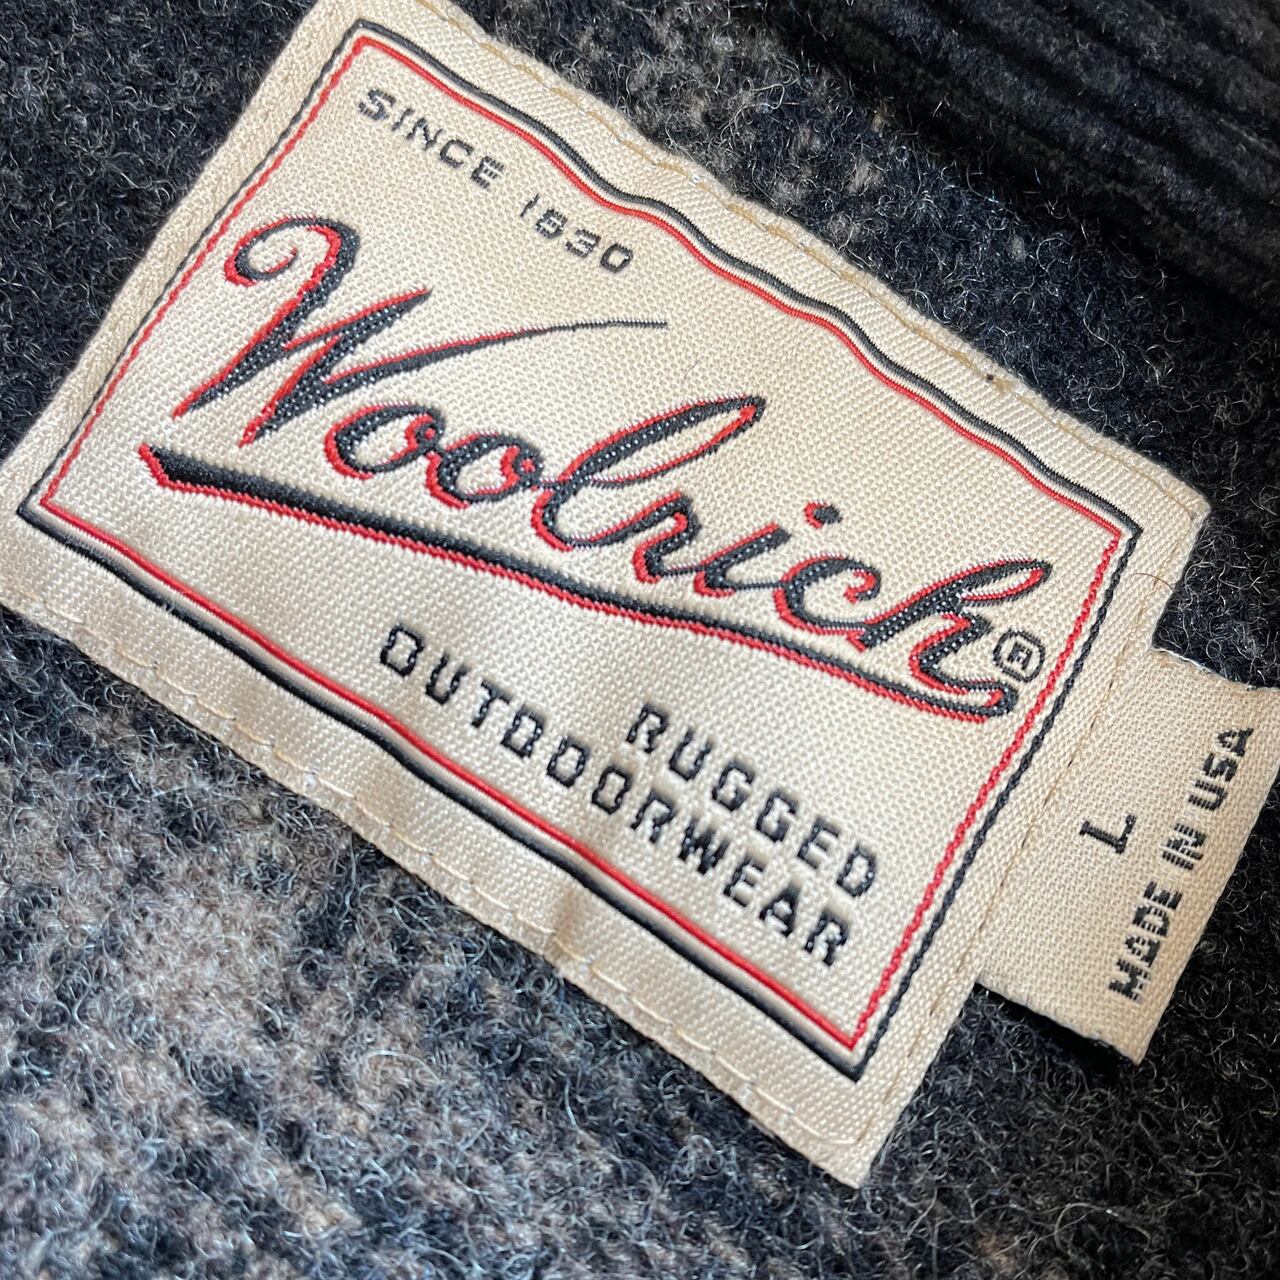 SINCE 1830
Woolrich®
RUGGED
OUTDOORWEAR
L
MADE IN USA